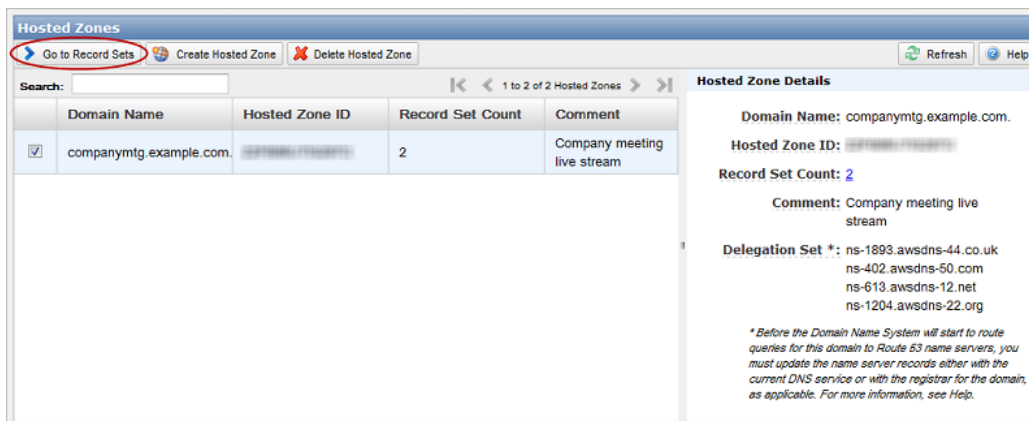 Hosted Zones
Go to Record Sets Create Hosted Zone Delete Hosted Zone Refresh Help
Search: 1 to 2 of 2 Hosted Zones
Domain Name Hosted Zone ID Record Set Count Comment
companymtg.example.com. 2 Company meeting
live stream
Hosted Zone Details
Domain Name: companymtg.example.com.
Hosted Zone ID:
Record Set Count: 2
Comment: Company meeting live
stream
Delegation Set *: ns-1893.awsdns-44.co.uk
ns-402.awsdns-50.com
ns-613.awsdns-12.net
ns-1204.awsdns-22.org
* Before the Domain Name System will start to route
queries for this domain to Route 53 name servers, you
must update the name server records either with the
current DNS service or with the registrar for the domain,
as applicable. For more information, see Help.